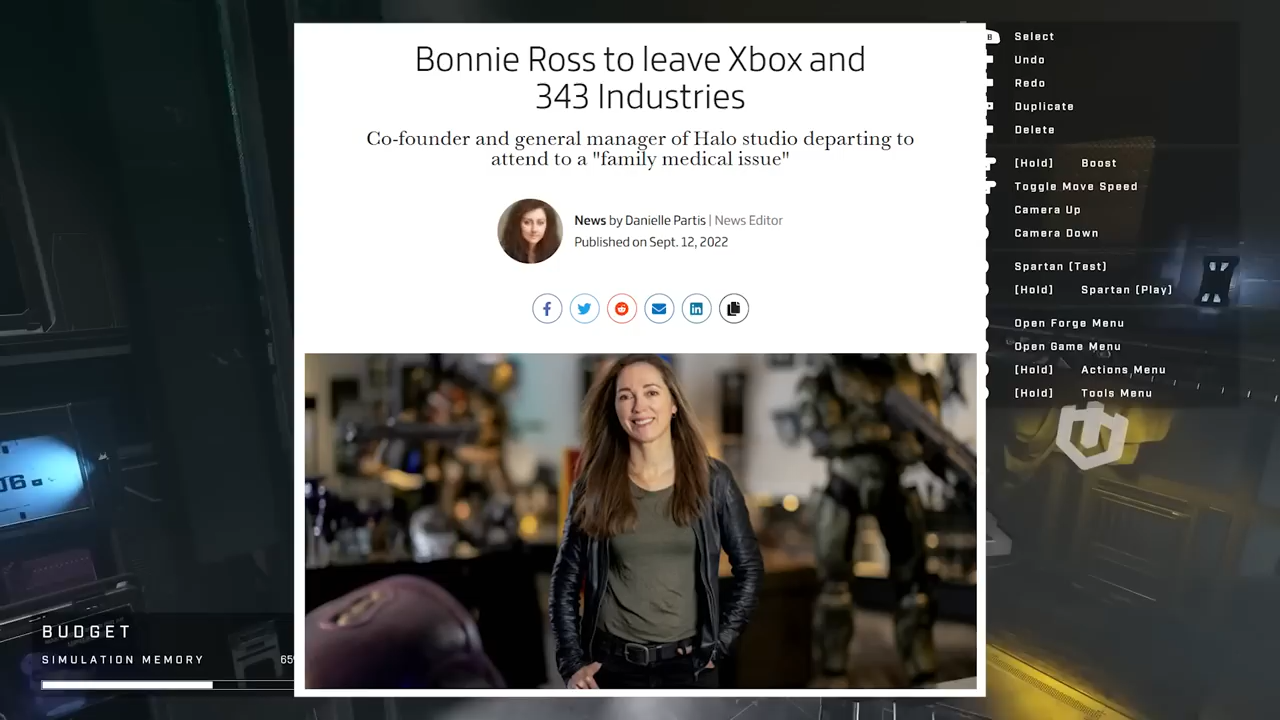 Bonnie Ross to leave Xbox and
343 Industries
Co-founder and general manager of Halo studio departing to
attend to a "family medical issue"
News by Danielle Partis | News Editor
Published on Sept. 12, 2022
Select
Undo
Redo
Duplicate
Delete
[Hold] Boost
Toggle Move Speed
Camera Up
Camera Down
Spartan [Test]
[Hold] Spartan [Play]
Open Forge Menu
Open Game Menu
[Hold] Actions Menu
[Hold] Tools Menu
BUDGET
SIMULATION MEMORY